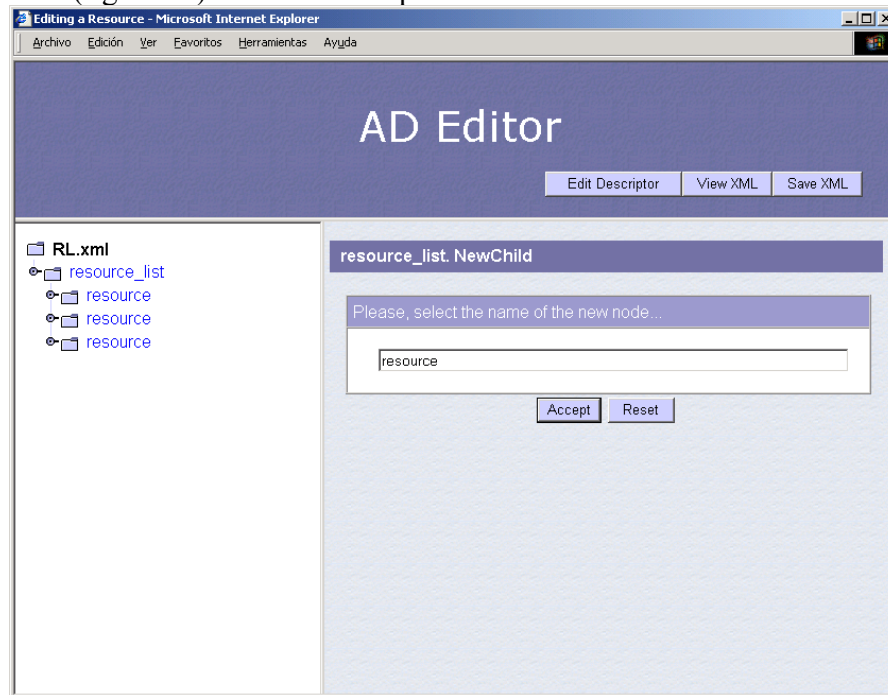 Editing a Resource - Microsoft Internet Explorer
Archivo Edición Ver Favoritos Herramientas Ayuda
AD Editor
Edit Descriptor View XML Save XML
RL.xml
resource_list
resource
resource
resource
resource_list. NewChild
Please, select the name of the new node...
resource
Accept Reset